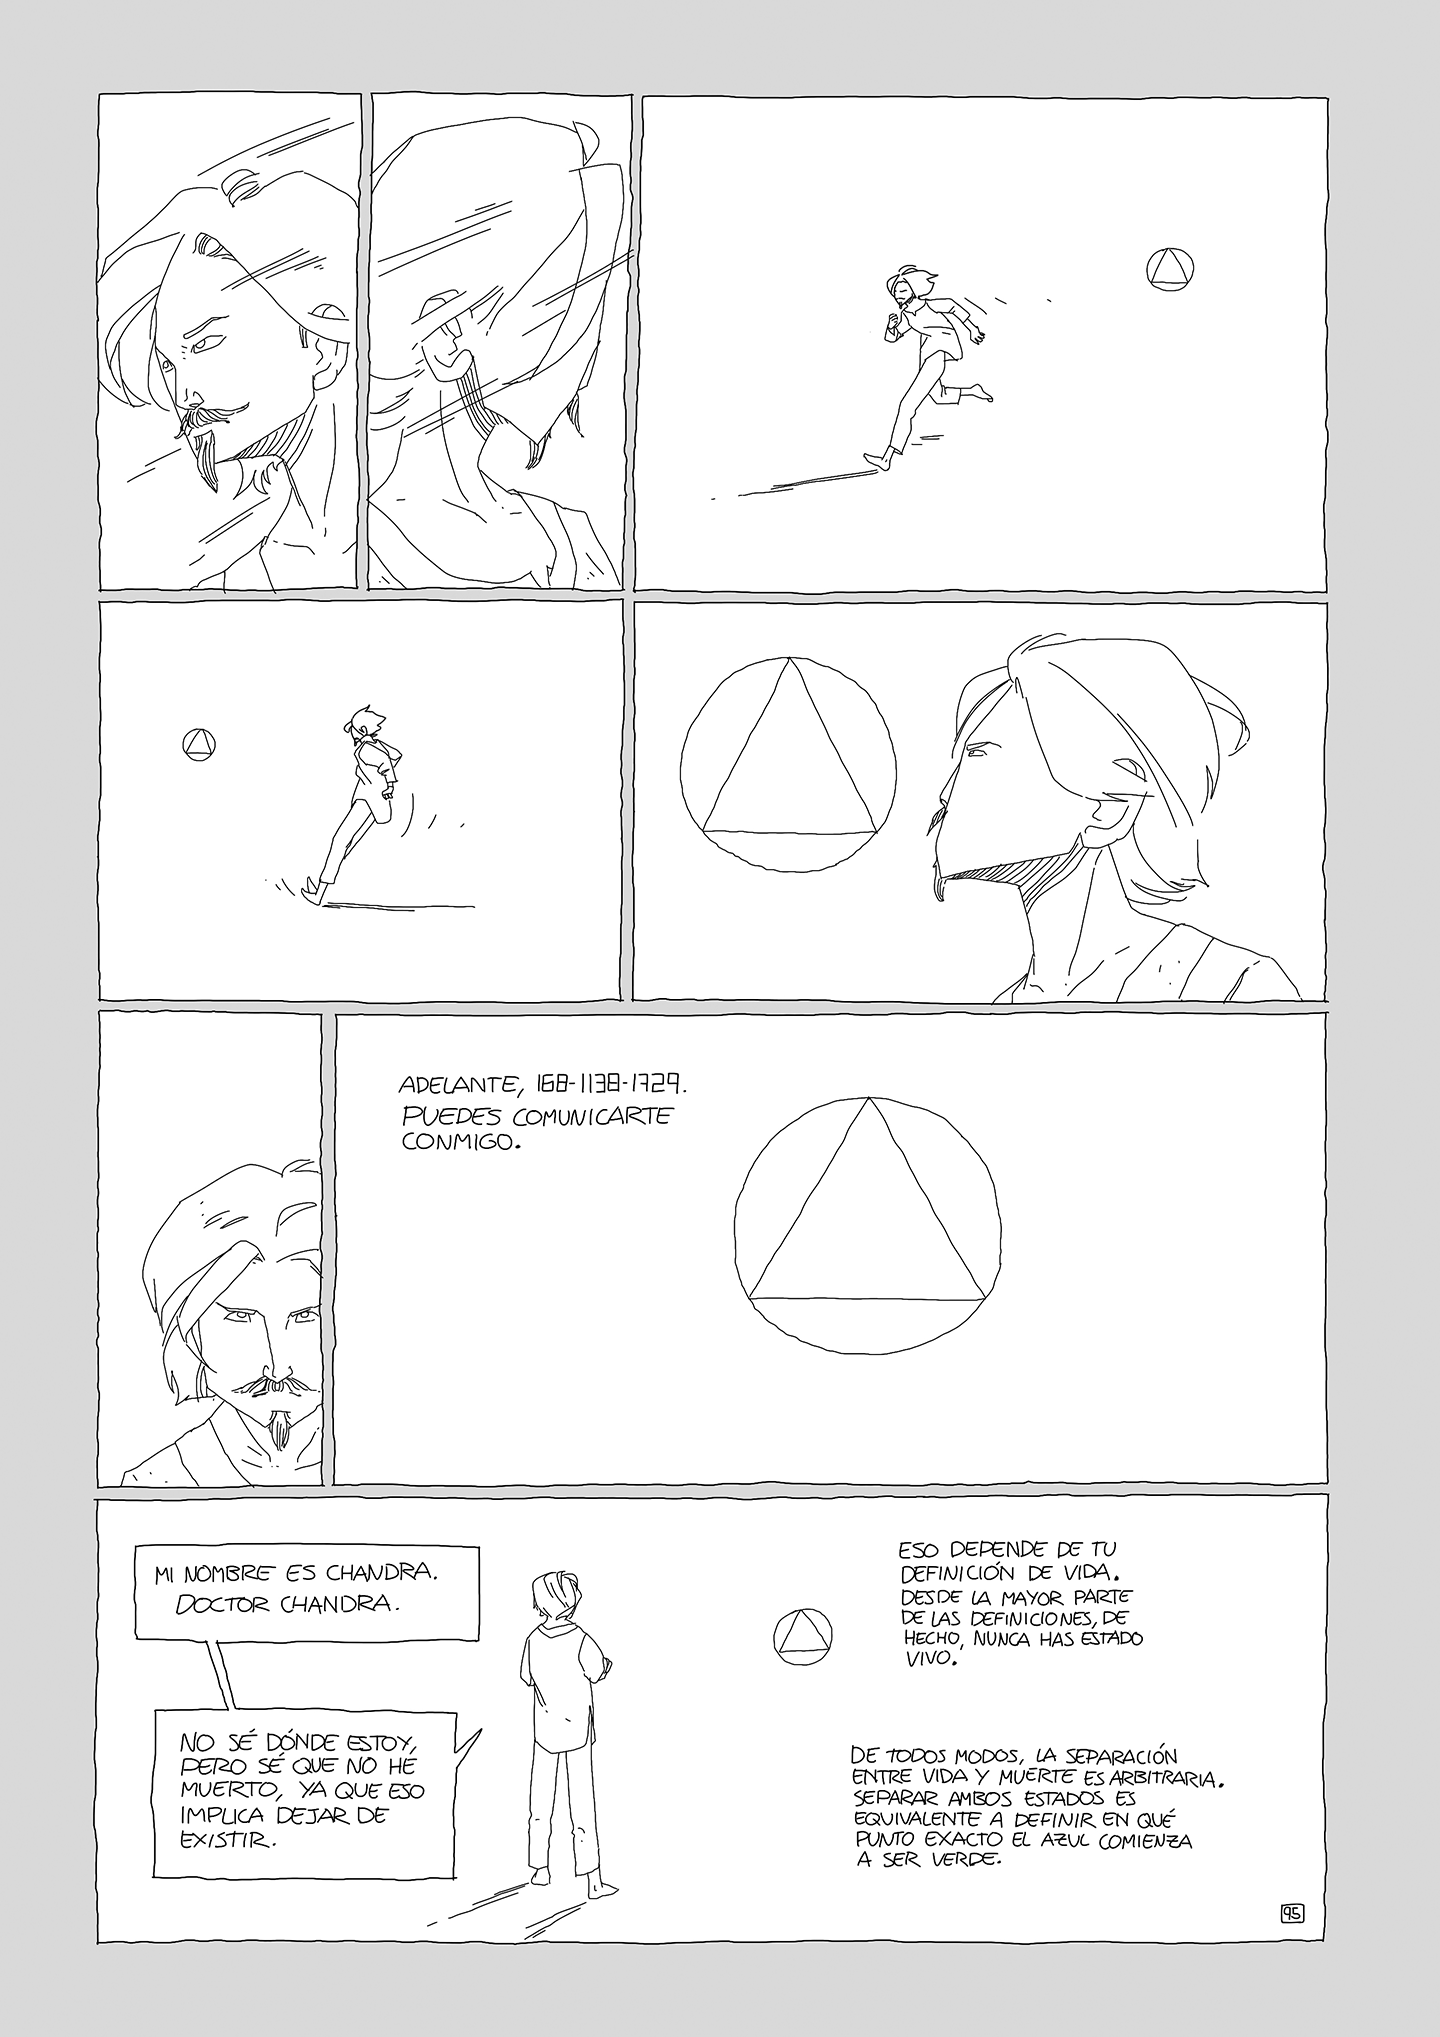 ADELANTE, 168-1138-1729.
PUEDES COMUNICARTE
CONMIGO.
MI NOMBRE ES CHANDRA.
DOCTOR CHANDRA.
NO SÉ DÓNDE ESTOY,
PERO SÉ QUE NO HE
MUERTO, YA QUE ESO
IMPLICA DEJAR DE
EXISTIR.
ESO DEPENDE DE TU
DEFINICIÓN DE VIDA.
DESDE LA MAYOR PARTE
DE LAS DEFINICIONES, DE
HECHO, NUNCA HAS ESTADO
VIVO.
DE TODOS MODOS, LA SEPARACIÓN
ENTRE VIDA Y MUERTE ES ARBITRARIA.
SEPARAR AMBOS ESTADOS ES
EQUIVALENTE A DEFINIR EN QUÉ
PUNTO EXACTO EL AZUL COMIENZA
A SER VERDE.
95